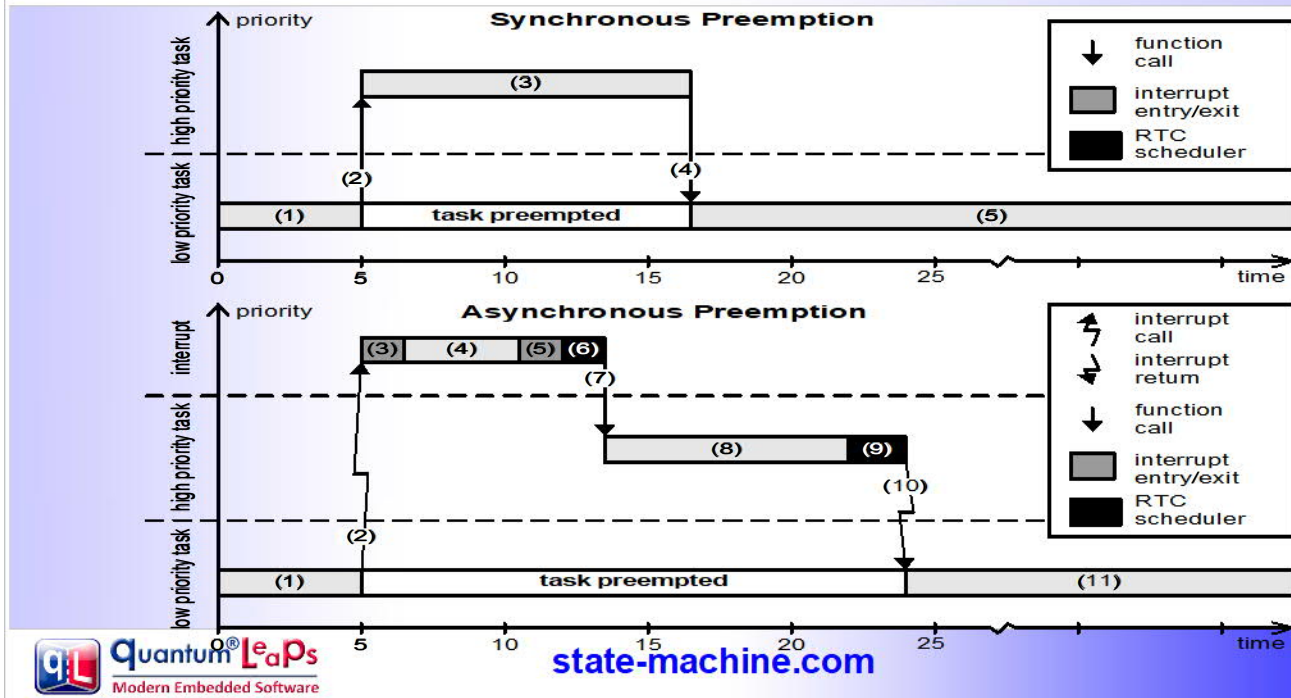 Synchronous Preemption
priority
high priority task
low priority task
(3)
(2)
(4)
(1)
task preempted
(5)
0
5
10
15
20
25
time
function
call
interrupt
entry/exit
RTC
scheduler
Asynchronous Preemption
priority
interrupt
high priority task
low priority task
(3)
(4)
(5)
(6)
(7)
(8)
(9)
(10)
(2)
(1)
task preempted
(11)
0
5
10
15
20
25
time
interrupt
call
interrupt
return
function
call
interrupt
entry/exit
RTC
scheduler
qL
quantum® LeaPs
Modern Embedded Software
state-machine.com